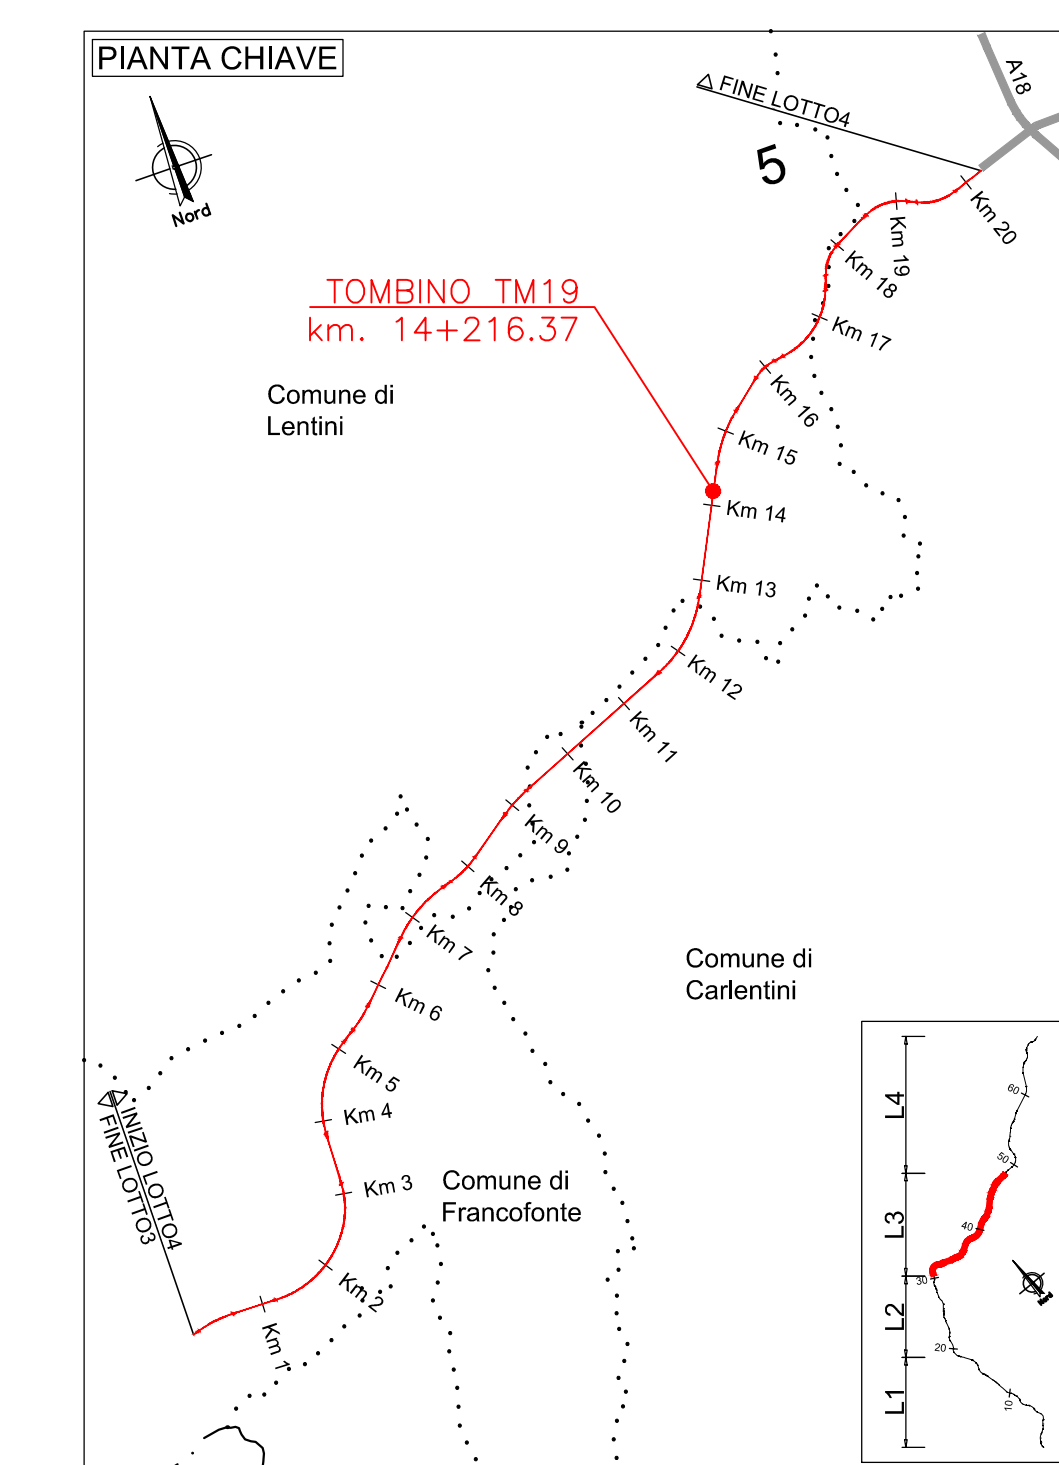 PIANTA CHIAVE
Nord
FINE LOTTO4
A18
5
Km 20
Km 19
Km 18
Km 17
TOMBINO TM19
km. 14+216.37
Km 16
Comune di
Lentini
Km 15
Km 14
Km 13
Km 12
Km 11
Km 10
Km 9
Km 8
Km 7
Comune di
Carlentini
Km 6
Km 5
Km 4
INIZIO LOTTO4
FINE LOTTO3
Km 3
Comune di
Francofonte
Km 2
Km 1
L4
60
50
L3
40
30
L2
20
L1
10